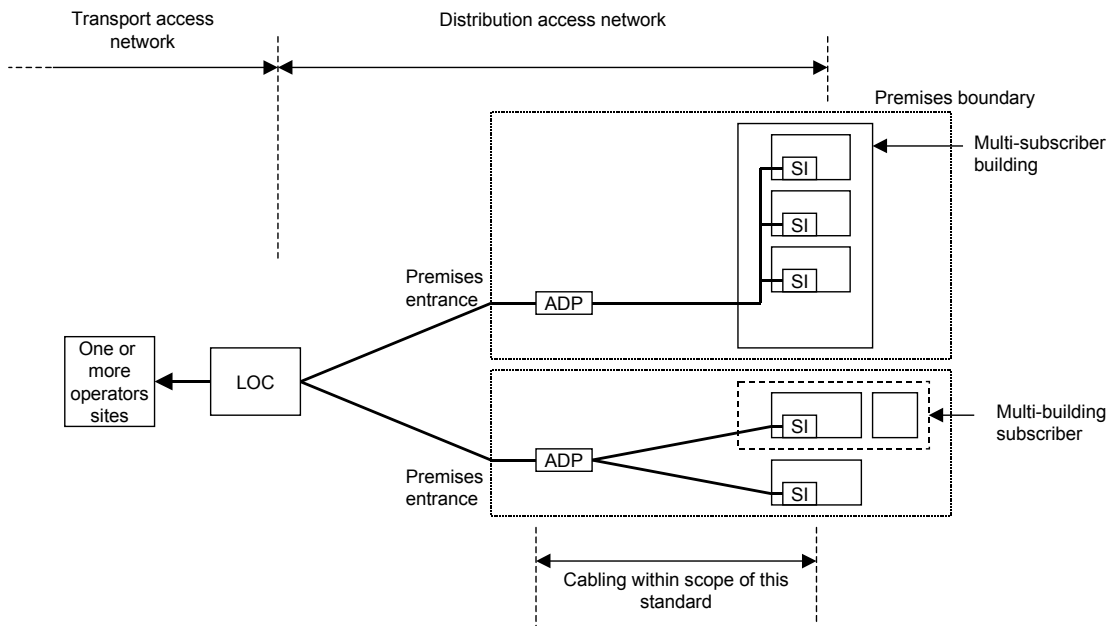 Transport access
network
Distribution access network
Premises boundary
Multi-subscriber
building
SI
SI
SI
Premises
entrance
ADP
One or
more
operators
sites
LOC
SI
Multi-building
subscriber
ADP
Premises
entrance
SI
Cabling within scope of this
standard